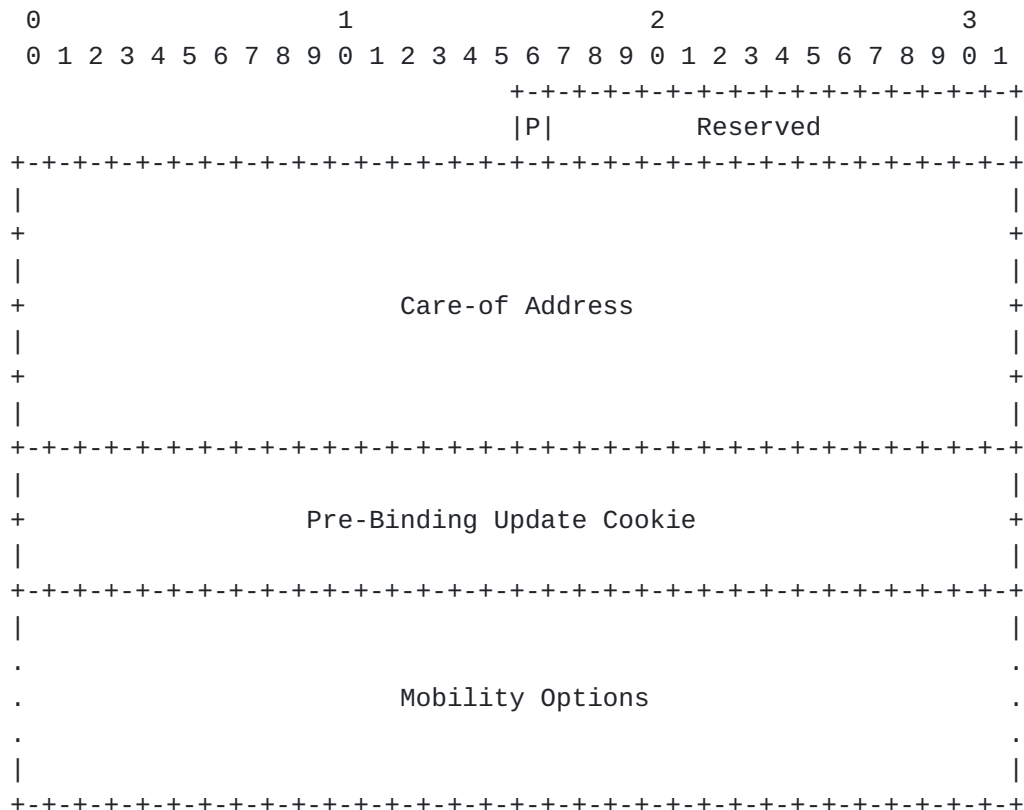 0                   1                   2                   3
 0 1 2 3 4 5 6 7 8 9 0 1 2 3 4 5 6 7 8 9 0 1 2 3 4 5 6 7 8 9 0 1
                                +-+-+-+-+-+-+-+-+-+-+-+-+-+-+-+-+
                                |P|         Reserved            |
+-+-+-+-+-+-+-+-+-+-+-+-+-+-+-+-+-+-+-+-+-+-+-+-+-+-+-+-+-+-+-+-+
|                                                               |
+                                                               +
|                                                               |
+                        Care-of Address                        +
|                                                               |
+                                                               +
|                                                               |
+-+-+-+-+-+-+-+-+-+-+-+-+-+-+-+-+-+-+-+-+-+-+-+-+-+-+-+-+-+-+-+-+
|                                                               |
+                  Pre-Binding Update Cookie                    +
|                                                               |
+-+-+-+-+-+-+-+-+-+-+-+-+-+-+-+-+-+-+-+-+-+-+-+-+-+-+-+-+-+-+-+-+
|                                                               |
.                                                               .
.                        Mobility Options                       .
.                                                               .
|                                                               |
+-+-+-+-+-+-+-+-+-+-+-+-+-+-+-+-+-+-+-+-+-+-+-+-+-+-+-+-+-+-+-+-+